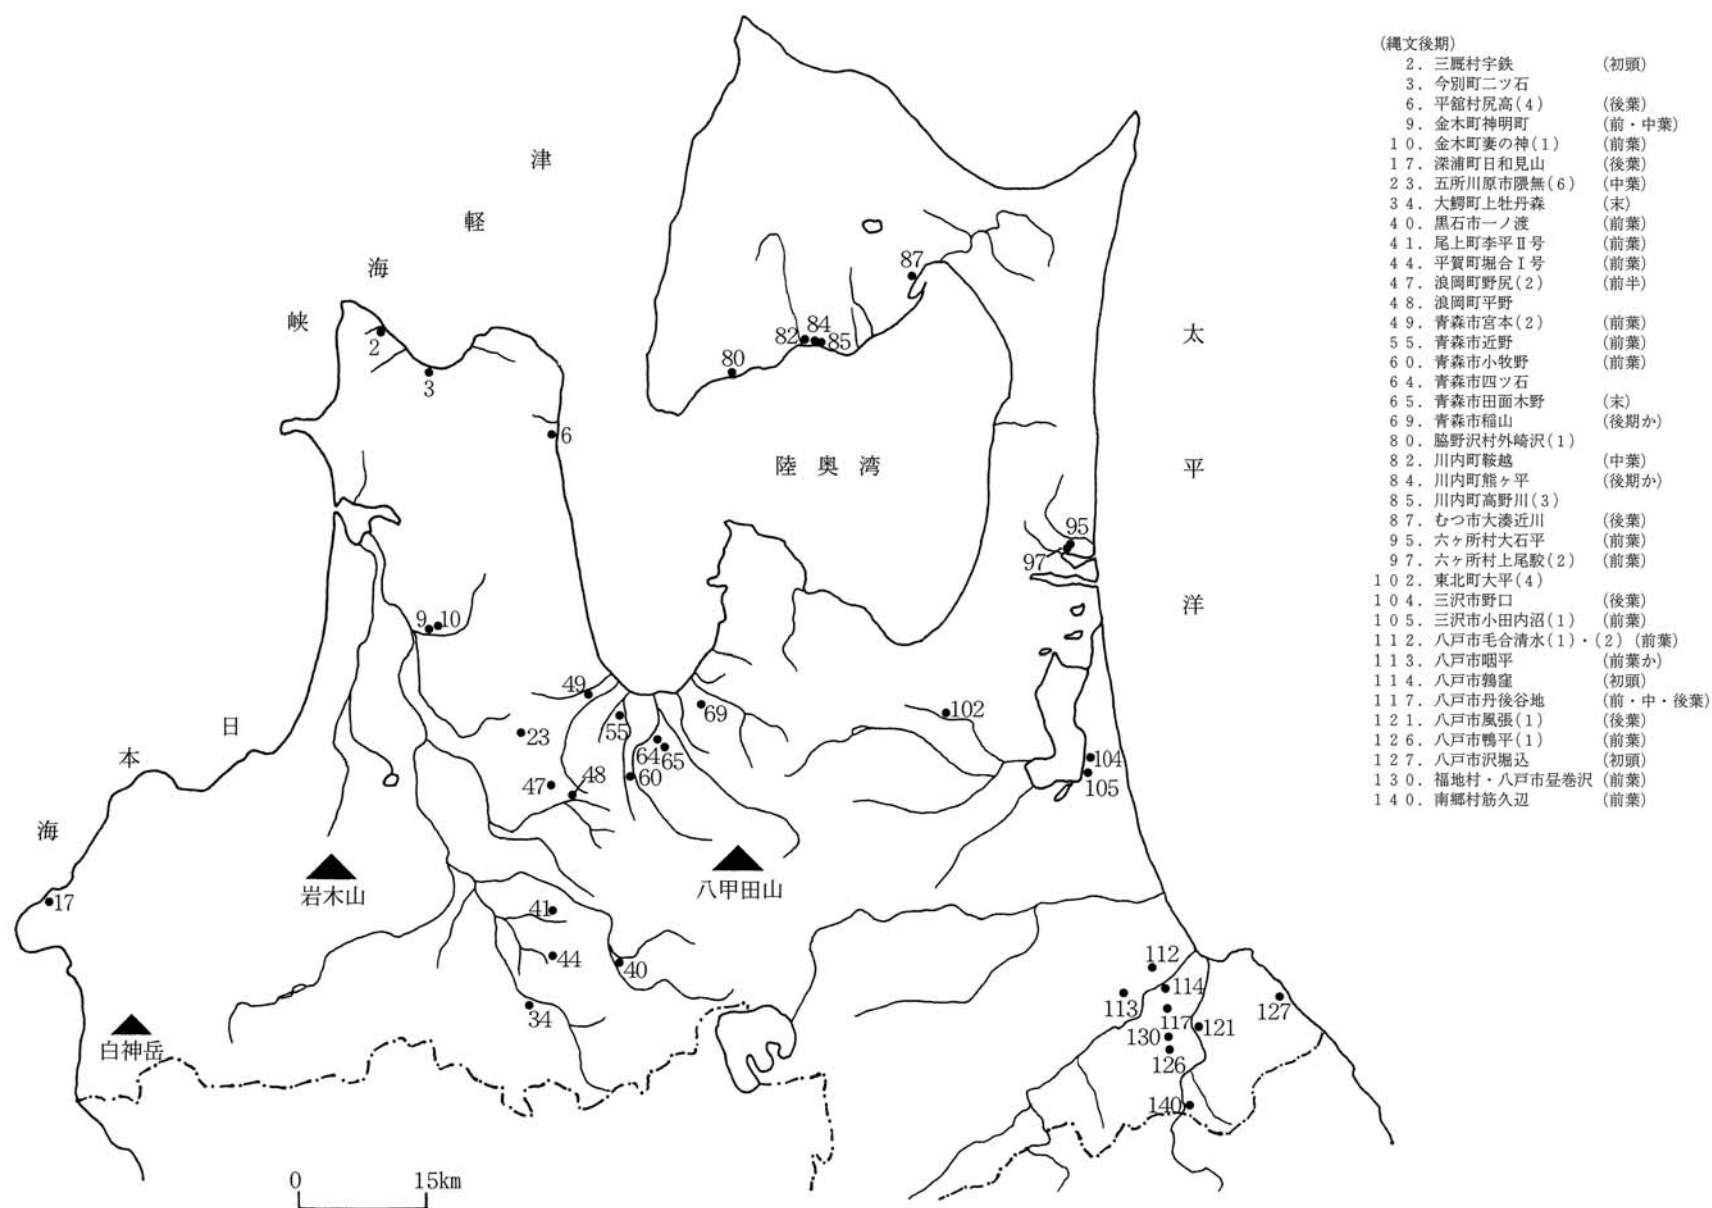 津
軽
海
峡
太
平
洋
陸奥湾
日
本
海
岩木山
八甲田山
白神岳
2
3
6
80
82
84
85
87
95
97
9
10
49
23
55
69
64
65
60
47
48
102
104
105
17
41
44
40
34
112
113
114
117
121
127
130
126
140
0 15km
(縄文後期)
2. 三厩村宇鉄 (初頭)
3. 今別町二ツ石
6. 平舘村尻高(4) (後葉)
9. 金木町神明町 (前・中葉)
10. 金木町妻の神(1) (前葉)
17. 深浦町日和見山 (後葉)
23. 五所川原市隈無(6) (中葉)
34. 大鰐町上牡丹森 (末)
40. 黒石市一ノ渡 (前葉)
41. 尾上町李平Ⅱ号 (前葉)
44. 平賀町堀合Ⅰ号 (前葉)
47. 浪岡町野尻(2) (前半)
48. 浪岡町平野
49. 青森市宮本(2) (前葉)
55. 青森市近野 (前葉)
60. 青森市小牧野 (前葉)
64. 青森市四ツ石
65. 青森市田面木野 (末)
69. 青森市稲山 (後期か)
80. 脇野沢村外崎沢(1)
82. 川内町鞍越 (中葉)
84. 川内町熊ヶ平 (後期か)
85. 川内町高野川(3)
87. むつ市大湊近川 (後葉)
95. 六ヶ所村大石平 (前葉)
97. 六ヶ所村上尾駮(2) (前葉)
102. 東北町大平(4)
104. 三沢市野口 (後葉)
105. 三沢市小田内沼(1) (前葉)
112. 八戸市毛合清水(1)・(2) (前葉)
113. 八戸市咽平 (前葉か)
114. 八戸市鶉窪 (初頭)
117. 八戸市丹後谷地 (前・中・後葉)
121. 八戸市風張(1) (後葉)
126. 八戸市鴨平(1) (前葉)
127. 八戸市沢堀込 (初頭)
130. 福地村・八戸市昼巻沢 (前葉)
140. 南郷村筋久辺 (前葉)